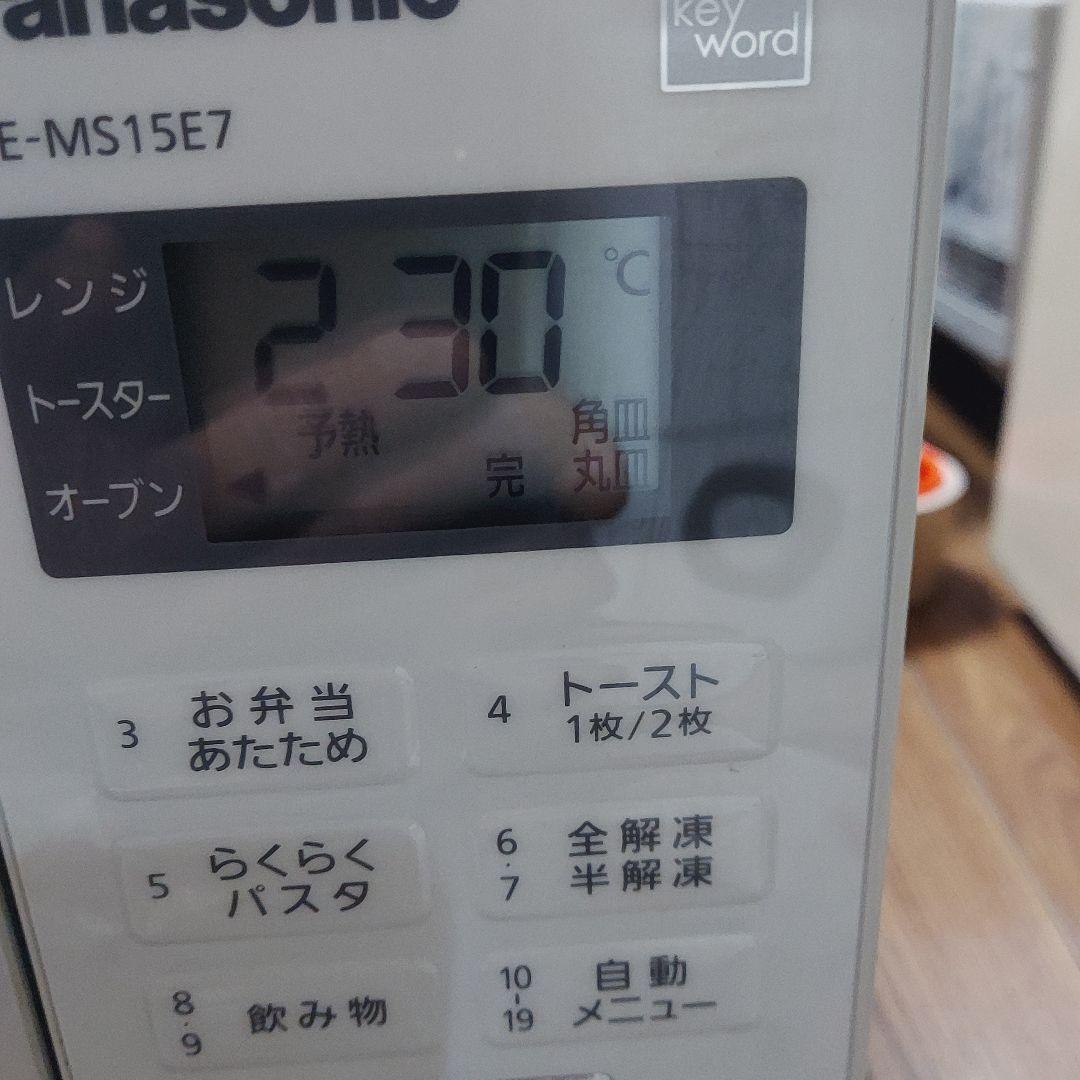 Panasonic
key
word
E-MS15E7
レンジ
2 30 ℃
トースター
予熱
角皿
オーブン
完
丸皿
3 お弁当
あたため
4 トースト
1枚/2枚
5 らくらく
パスタ
6・7 全解凍
半解凍
8・9 飲み物
10-19 自動
メニュー